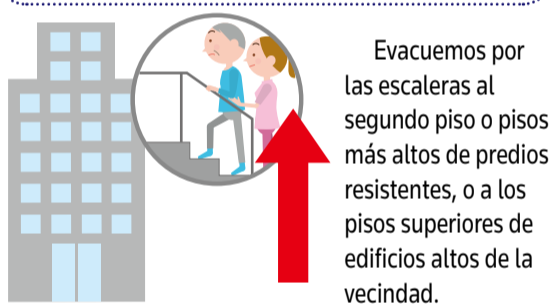 Evacuemos por
las escaleras al
segundo piso o pisos
más altos de predios
resistentes, o a los
pisos superiores de
edificios altos de la
vecindad.